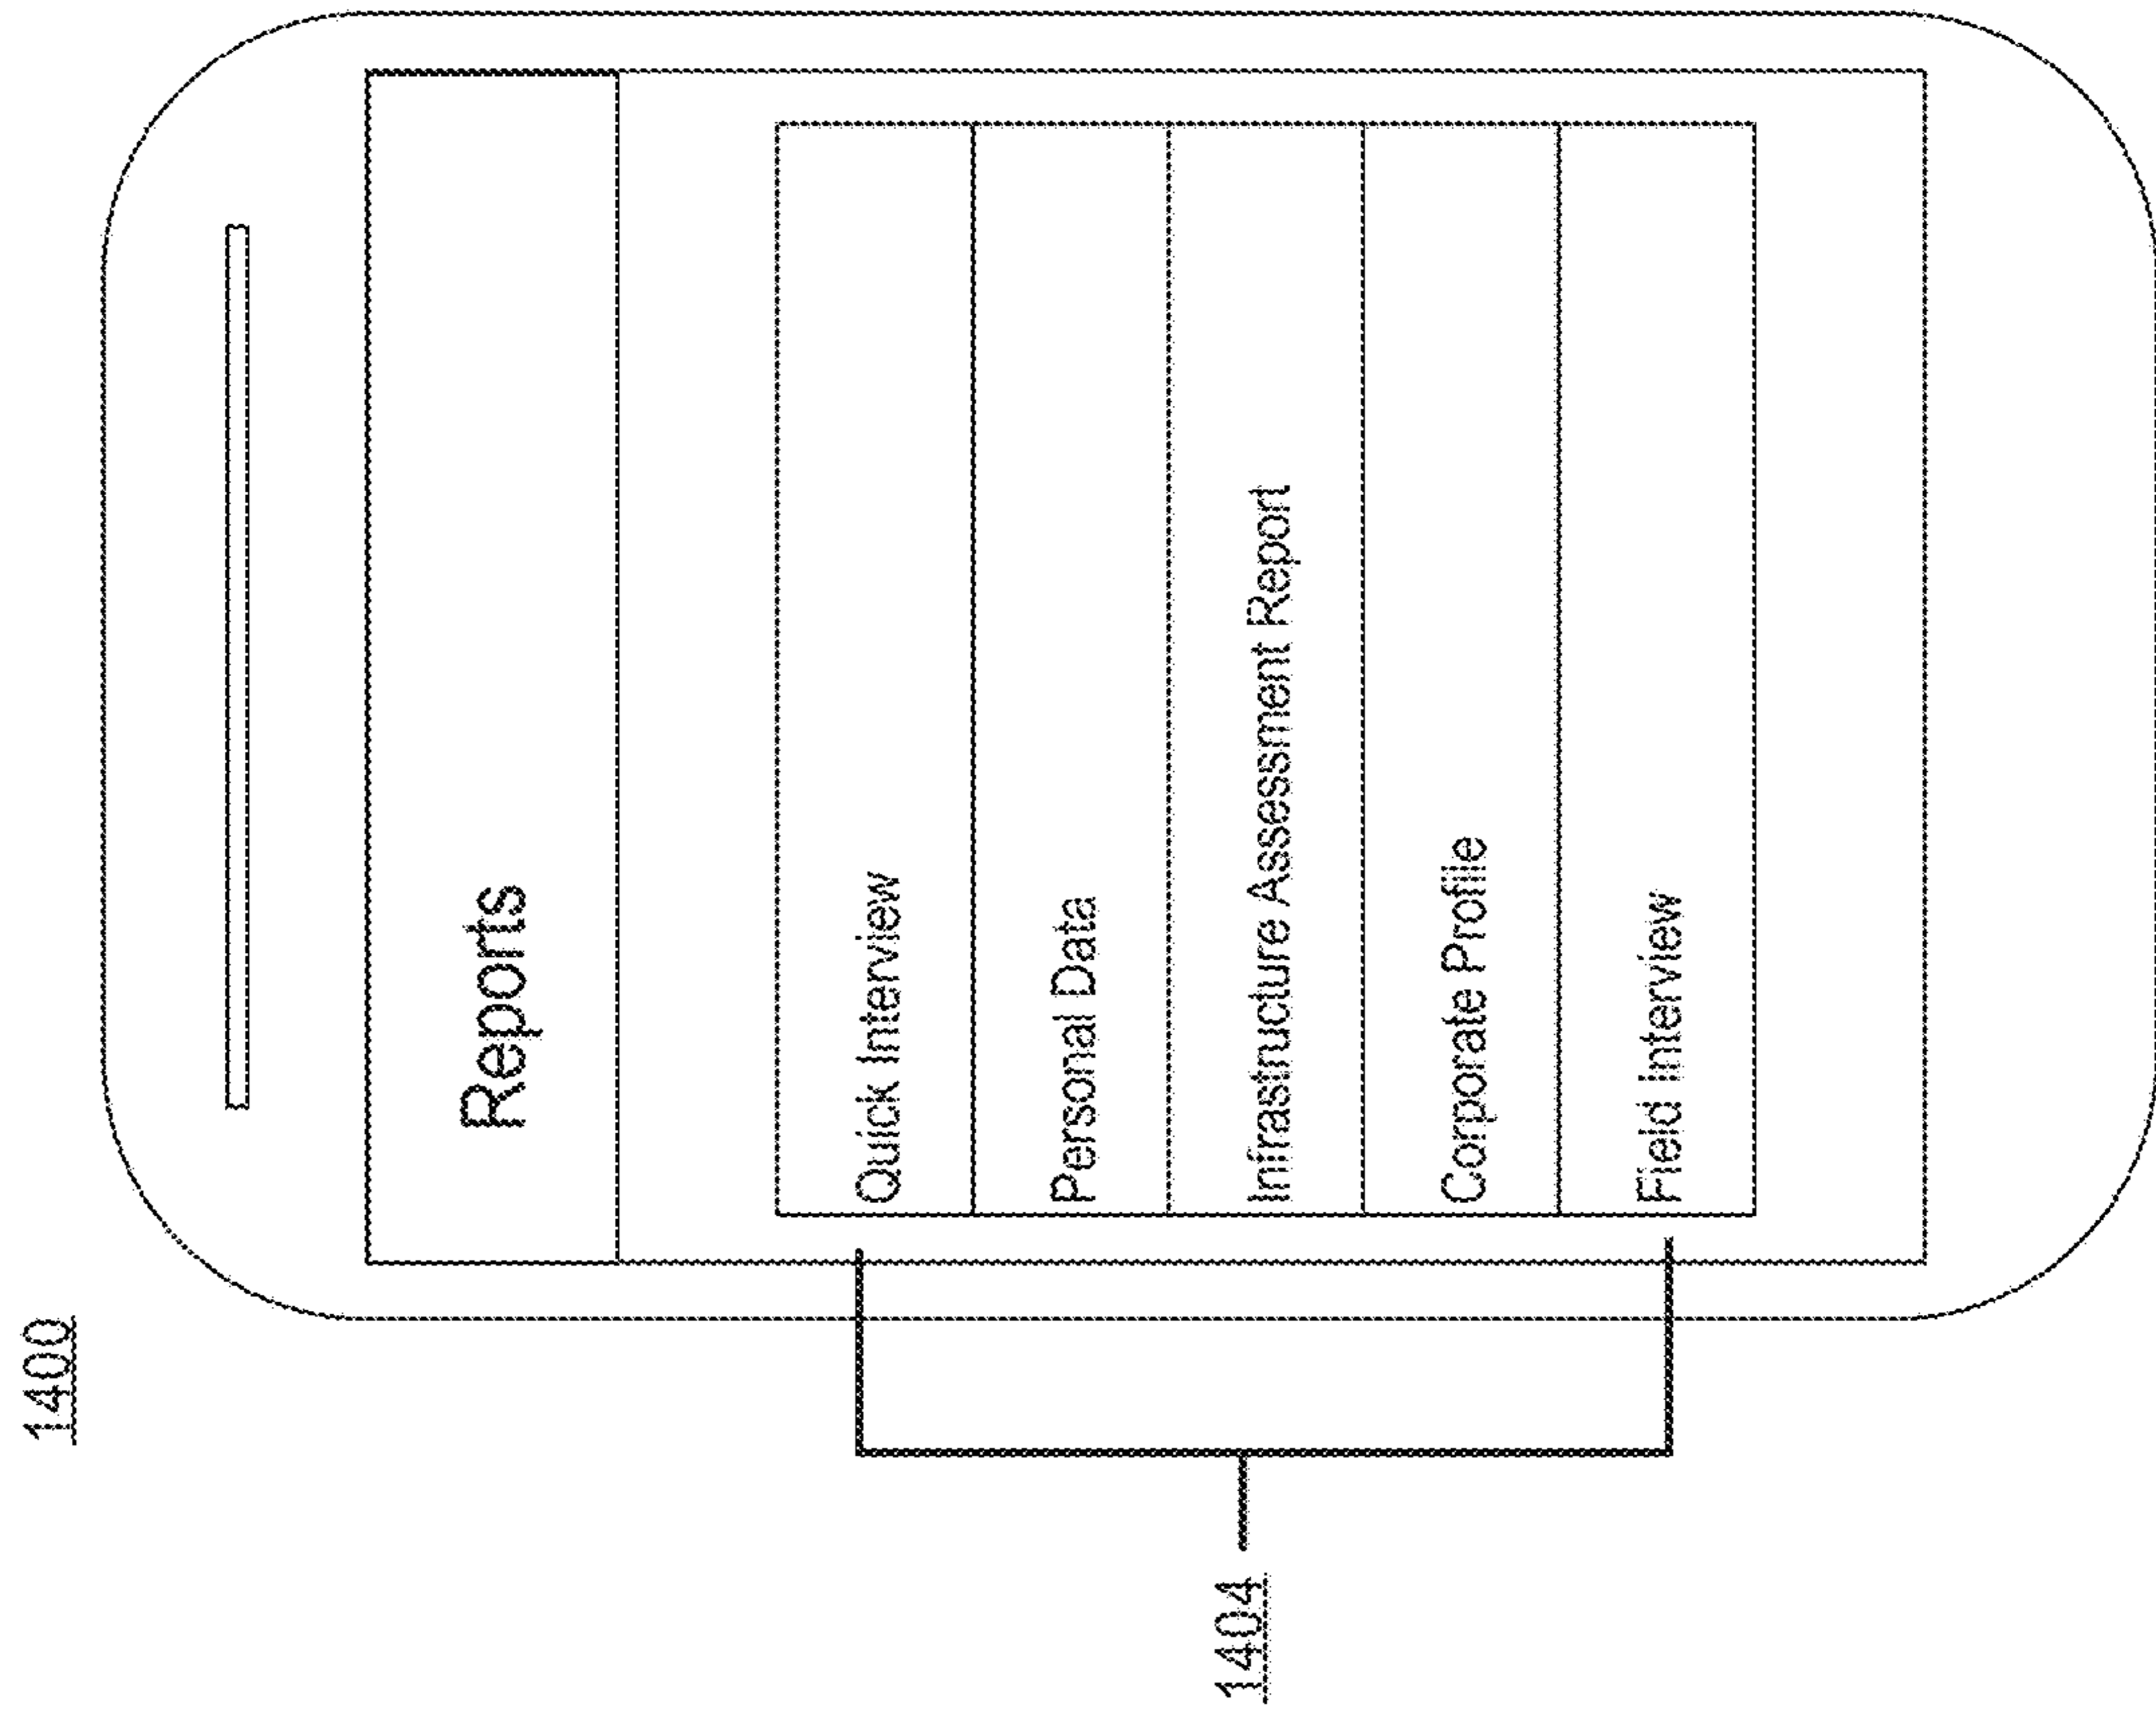 1400
Reports
Quick Interview
Personal Data
Infrastructure Assessment Report
1404
Corporate Profile
Field Interview